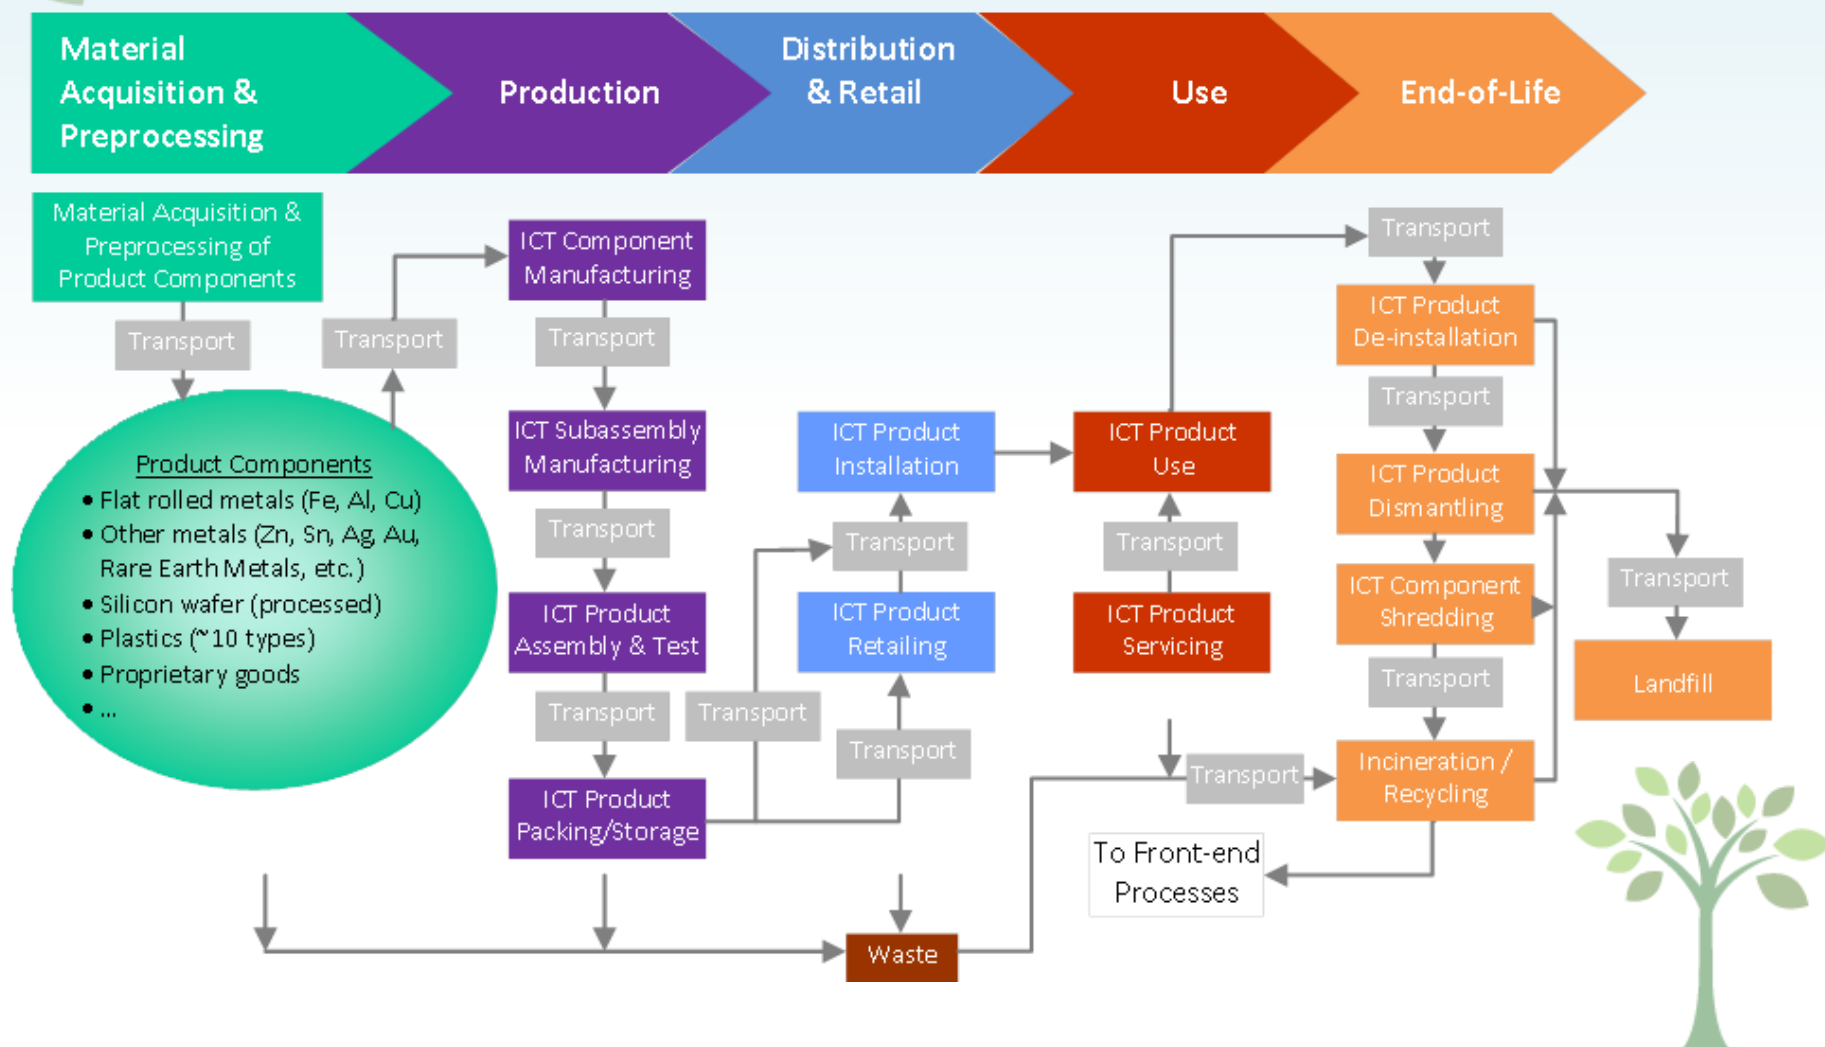 Material
Acquisition &
Preprocessing
Production
Distribution
& Retail
Use
End-of-Life
Material Acquisition &
Preprocessing of
Product Components
Transport
Transport
Product Components
• Flat rolled metals (Fe, Al, Cu)
• Other metals (Zn, Sn, Ag, Au,
Rare Earth Metals, etc.)
• Silicon wafer (processed)
• Plastics (~10 types)
• Proprietary goods
• ...
ICT Component
Manufacturing
Transport
ICT Subassembly
Manufacturing
Transport
ICT Product
Assembly & Test
Transport
ICT Product
Packing/Storage
Transport
Transport
ICT Product
Retailing
Transport
ICT Product
Installation
ICT Product
Use
Transport
ICT Product
Servicing
Transport
ICT Product
De-installation
Transport
ICT Product
Dismantling
ICT Component
Shredding
Transport
Incineration /
Recycling
Transport
Landfill
Transport
To Front-end
Processes
Waste